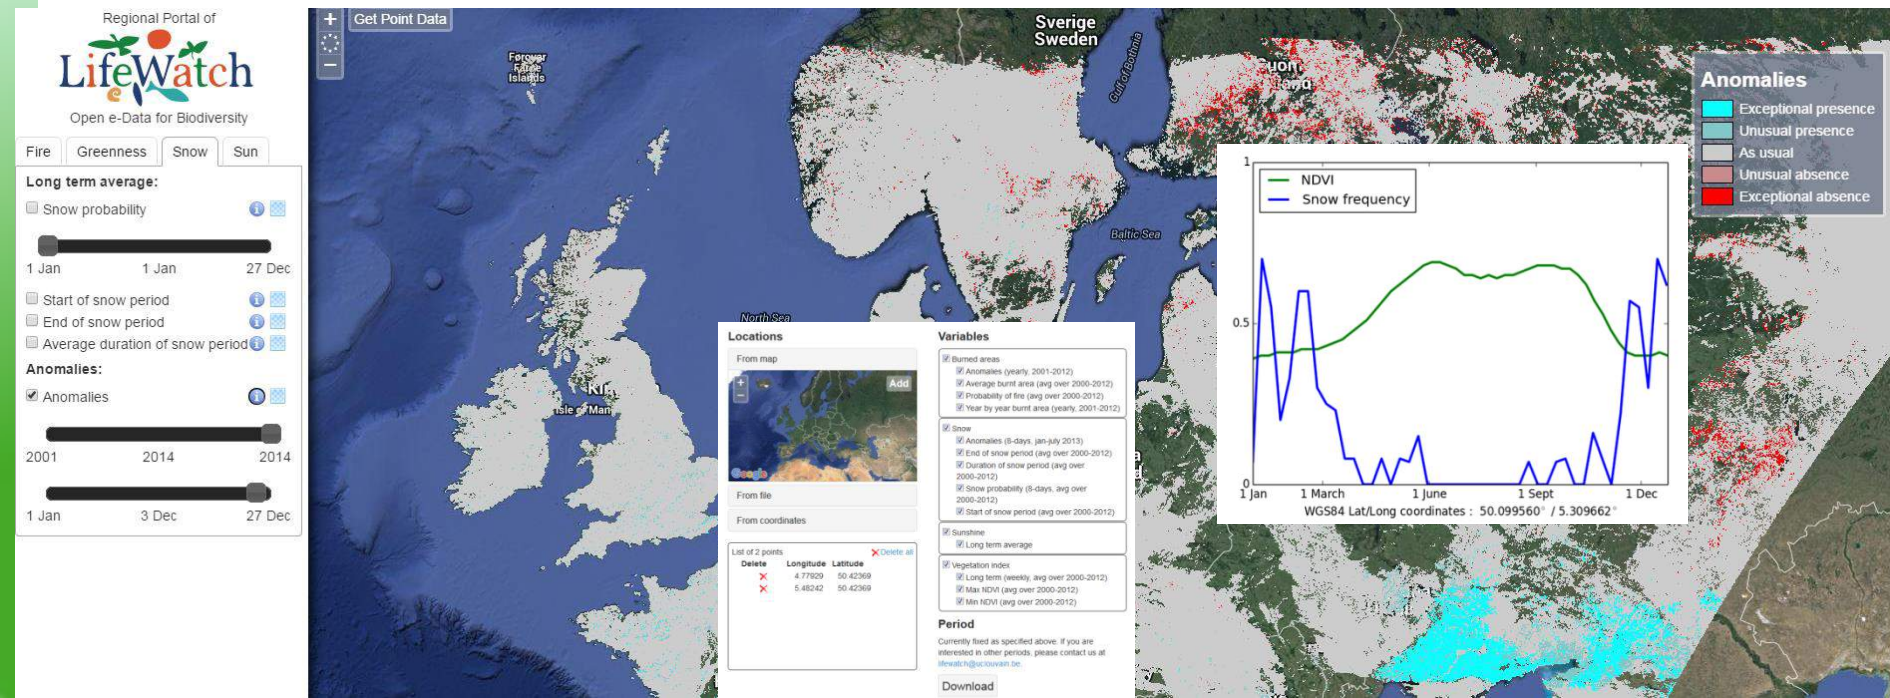 Regional Portal of
LifeWatch
Open e-Data for Biodiversity
Fire Greenness Snow Sun
Long term average:
Snow probability
1 Jan 1 Jan 27 Dec
Start of snow period
End of snow period
Average duration of snow period
Anomalies:
Anomalies
2001 2014 2014
1 Jan 3 Dec 27 Dec
+
−
Get Point Data
Føroyar
Faroe
Islands
Sverige
Sweden
Gulf of Bothnia
Baltic Sea
North Sea
Isle of Man
Anomalies
Exceptional presence
Unusual presence
As usual
Unusual absence
Exceptional absence
1
0.5
0
NDVI
Snow frequency
1 Jan 1 March 1 June 1 Sept 1 Dec
WGS84 Lat/Long coordinates : 50.099560° / 5.309662°
Locations
From map
+
−
Add
Google
From file
From coordinates
List of 2 points Delete all
Delete Longitude Latitude
4.77929 50.42369
5.48242 50.42369
Variables
Burned areas
Anomalies (yearly, 2001-2012)
Average burnt area (avg over 2000-2012)
Probability of fire (avg over 2000-2012)
Year by year burnt area (yearly, 2001-2012)
Snow
Anomalies (8-days, jan-july 2013)
End of snow period (avg over 2000-2012)
Duration of snow period (avg over
2000-2012)
Snow probability (8-days, avg over
2000-2012)
Start of snow period (avg over 2000-2012)
Sunshine
Long term average
Vegetation index
Long term (weekly, avg over 2000-2012)
Max NDVI (avg over 2000-2012)
Min NDVI (avg over 2000-2012)
Period
Currently fixed as specified above. If you are
interested in other periods, please contact us at
lifewatch@uclouvain.be.
Download